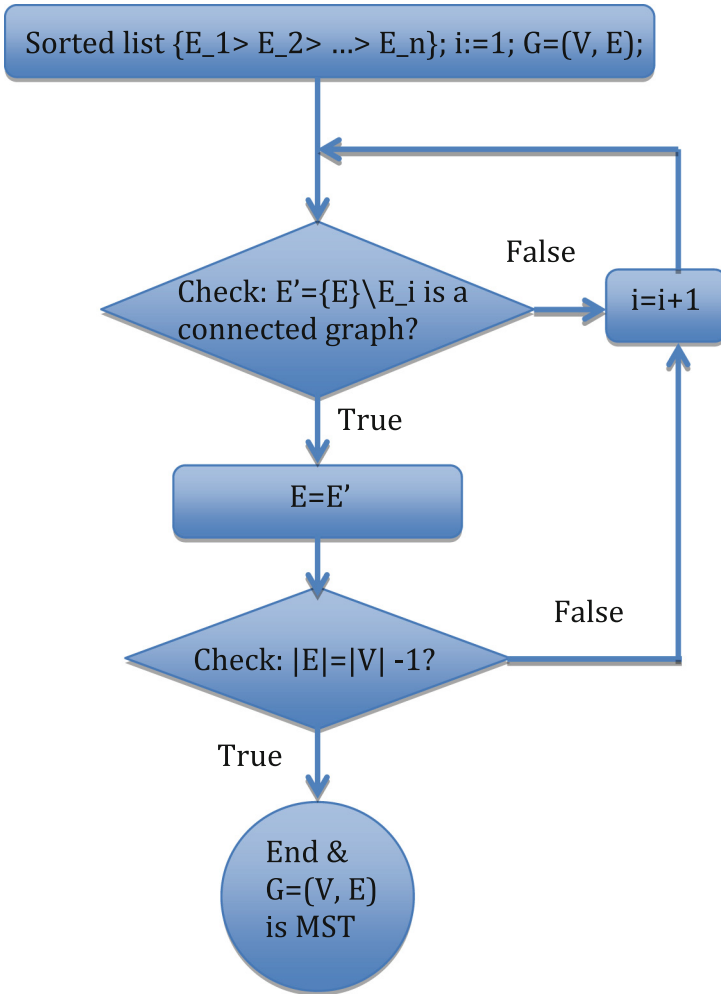 Sorted list {E_1> E_2> ...> E_n}; i:=1; G=(V, E);
False
Check: E’={E}\E_i is a
connected graph?
i=i+1
True
E=E’
False
Check: |E|=|V| -1?
True
End &
G=(V, E)
is MST